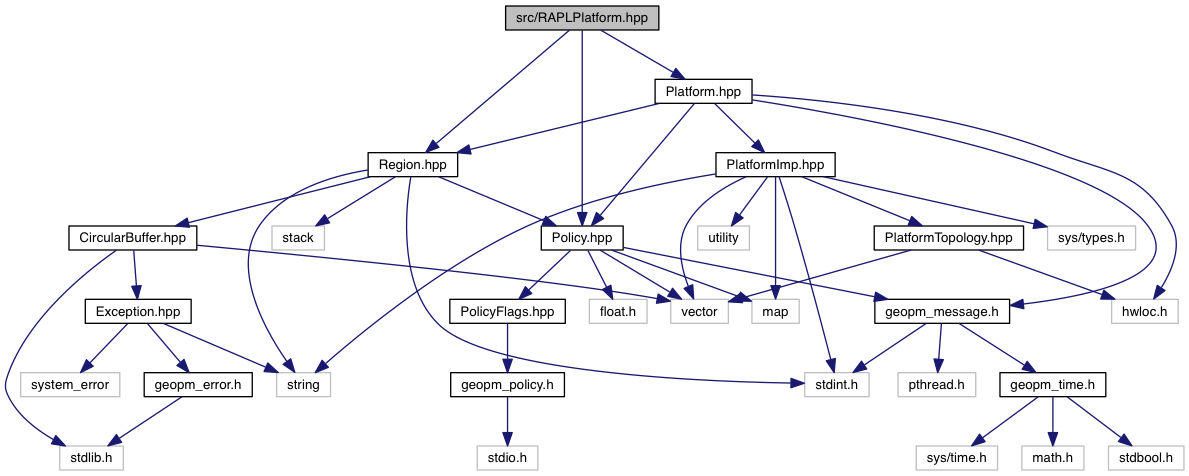 src/RAPLPlatform.hpp
Platform.hpp
Region.hpp
PlatformImp.hpp
CircularBuffer.hpp
stack
Policy.hpp
utility
PlatformTopology.hpp
sys/types.h
Exception.hpp
PolicyFlags.hpp
float.h
vector
map
geopm_message.h
hwloc.h
system_error
geopm_error.h
string
geopm_policy.h
stdint.h
pthread.h
geopm_time.h
stdlib.h
stdio.h
sys/time.h
math.h
stdbool.h